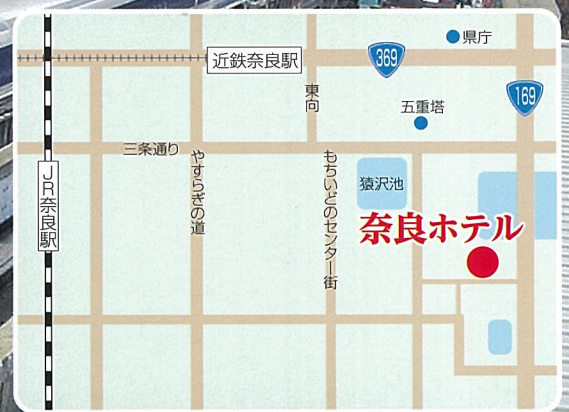 県庁
近鉄奈良駅
369
東向
169
五重塔
三条通り
やすらぎの道
もちいどのセンター街
猿沢池
JR奈良駅
奈良ホテル